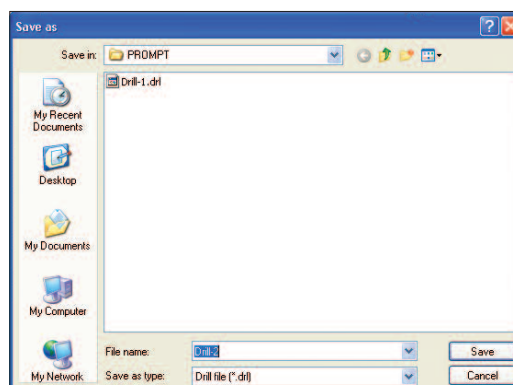 Save as
Save in: PROMPT
Drill-1.drl
My Recent
Documents
Desktop
My Documents
My Computer
My Network
File name: Drill-2 Save
Save as type: Drill file (*.drl) Cancel